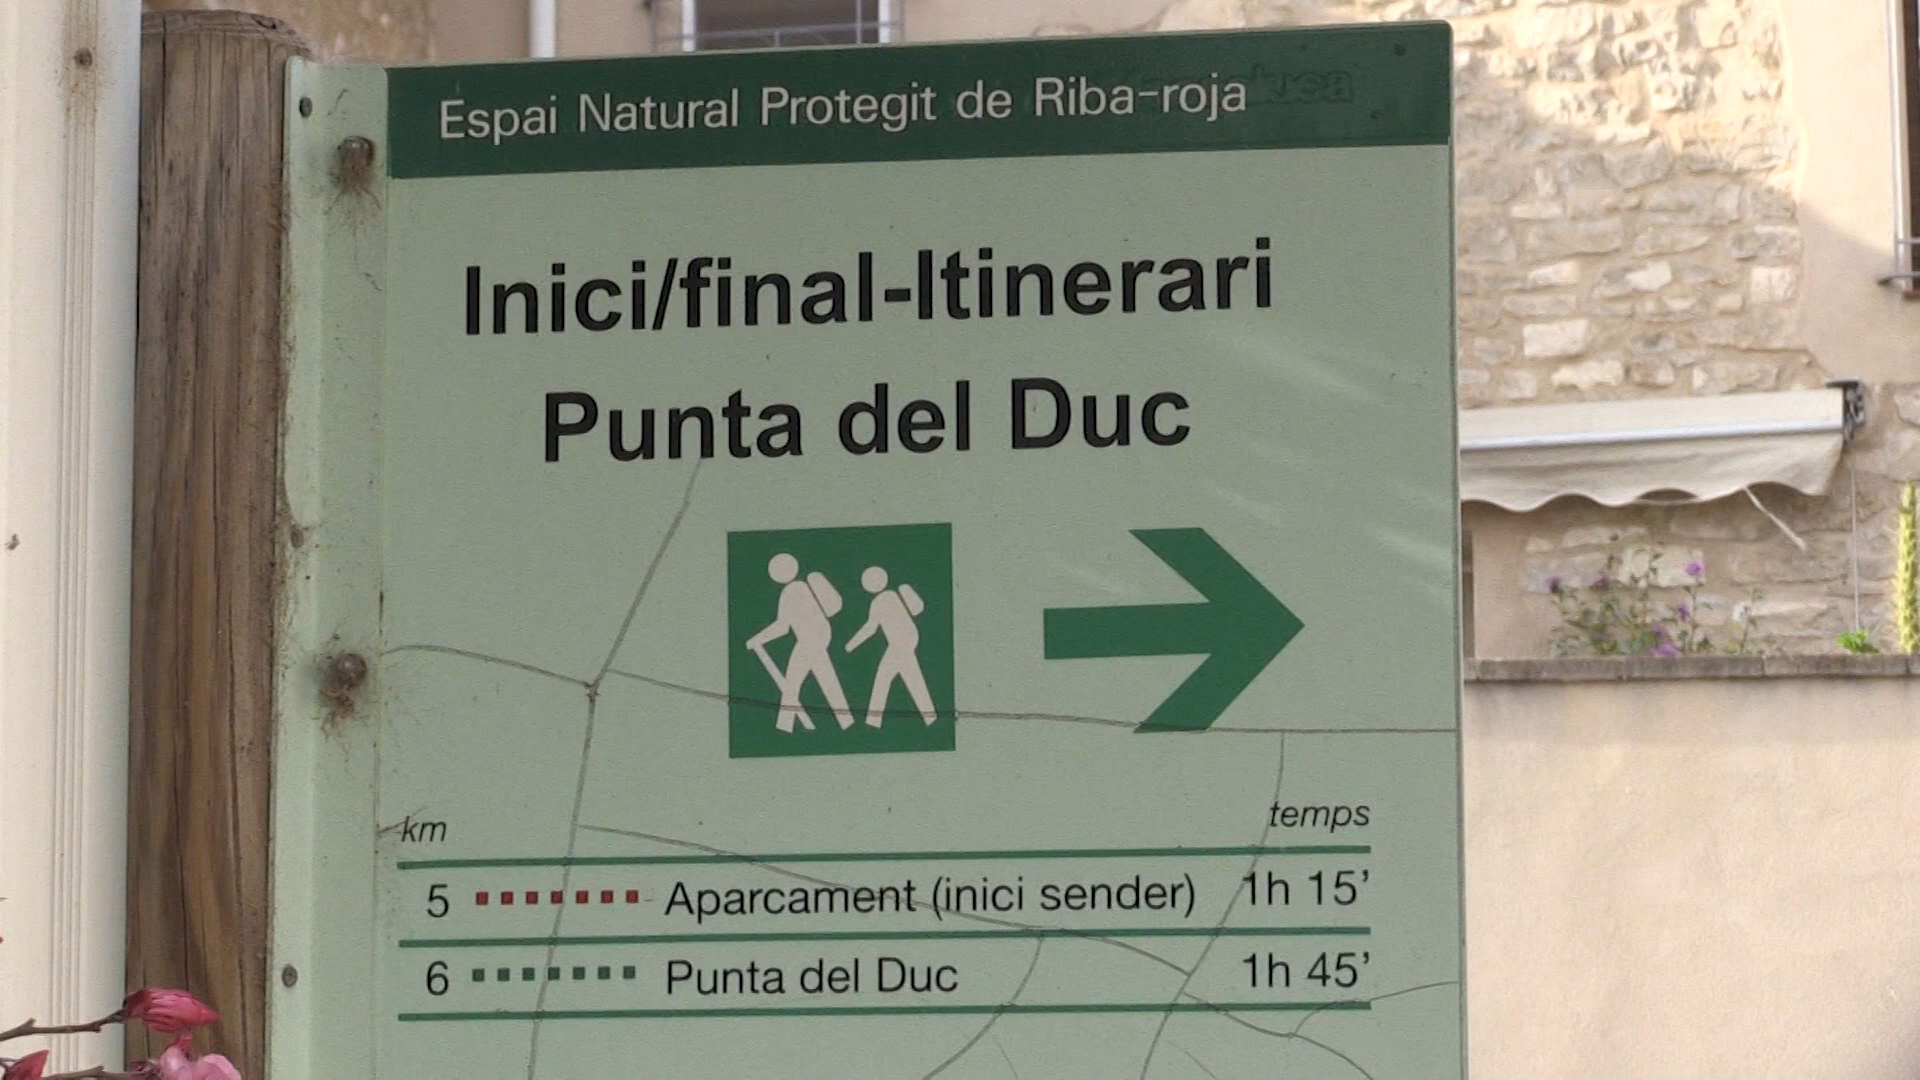 Espai Natural Protegit de Riba-roja
Inici/final-Itinerari
Punta del Duc
km temps
5 Aparcament (inici sender) 1h 15’
6 Punta del Duc 1h 45’